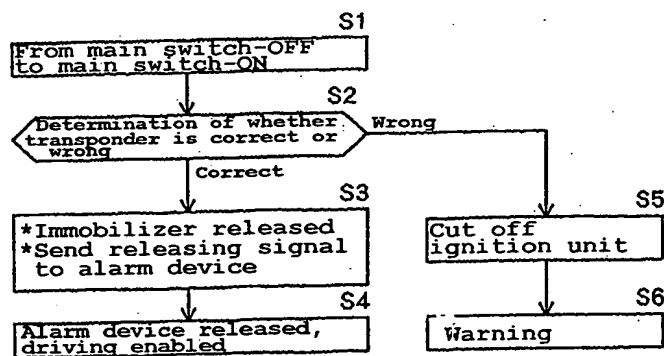 S1
From main switch-OFF
to main switch-ON
S2
Determination of whether
transponder is correct or
wrong
Wrong
Correct
S3
*Immobilizer released
*Send releasing signal
to alarm device
S4
Alarm device released,
driving enabled
S5
Cut off
ignition unit
S6
Warning